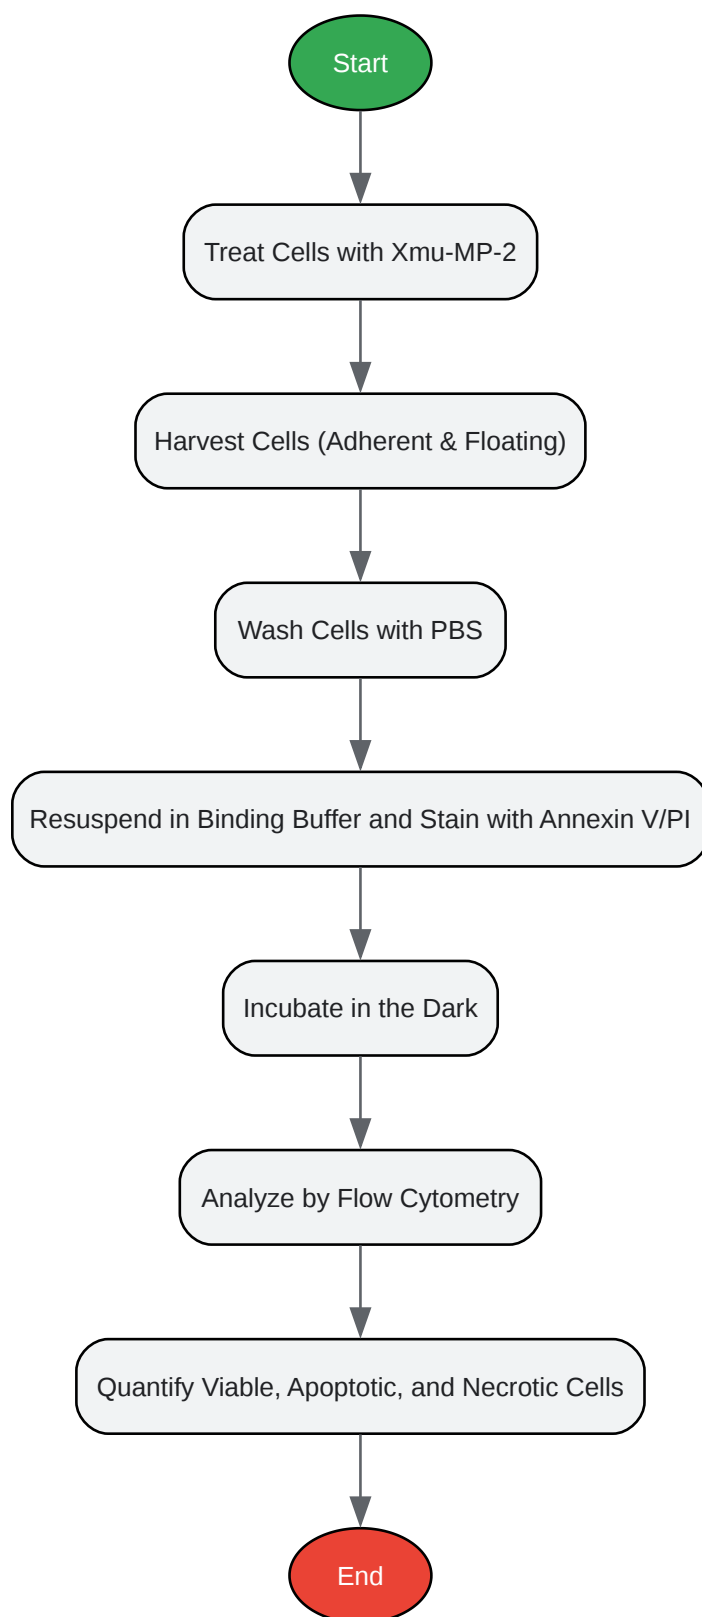 Start
Treat Cells with Xmu-MP-2
Harvest Cells (Adherent & Floating)
Wash Cells with PBS
Resuspend in Binding Buffer and Stain with Annexin V/PI
Incubate in the Dark
Analyze by Flow Cytometry
Quantify Viable, Apoptotic, and Necrotic Cells
End